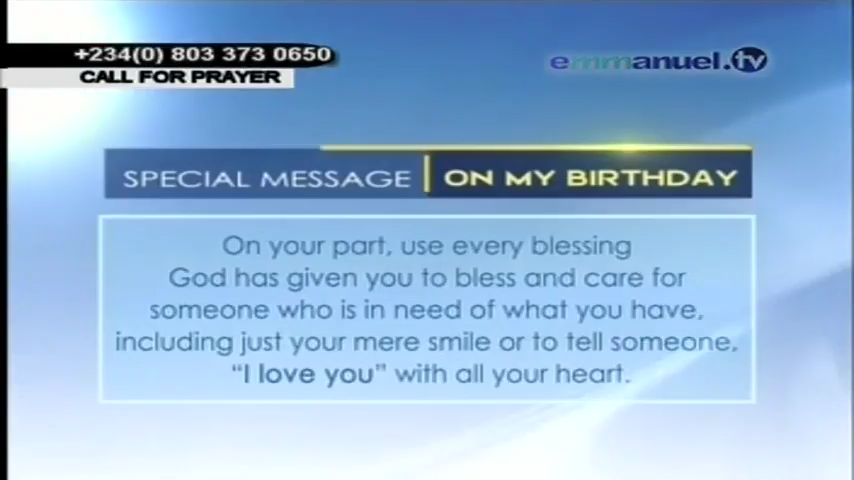 +234(0) 803 373 0650
CALL FOR PRAYER
emmanuel.tv
SPECIAL MESSAGE
ON MY BIRTHDAY
On your part, use every blessing
God has given you to bless and care for
someone who is in need of what you have,
including just your mere smile or to tell someone,
“I love you” with all your heart.